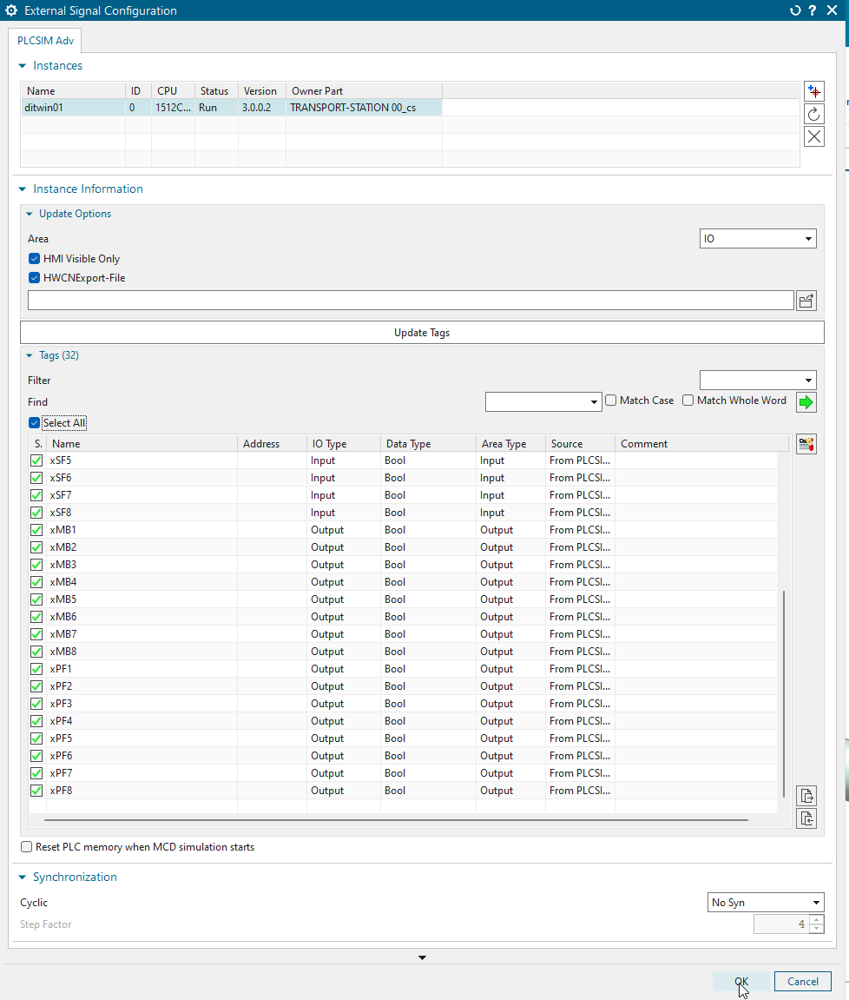 External Signal Configuration
PLCSIM Adv
Instances
Name ID CPU Status Version Owner Part
ditwin01 0 1512C... Run 3.0.0.2 TRANSPORT-STATION 00_cs
Instance Information
Update Options
Area IO
HMI Visible Only
HWCNExport-File
Update Tags
Tags (32)
Filter
Find Match Case Match Whole Word
Select All
S. Name Address IO Type Data Type Area Type Source Comment
xSF5 Input Bool Input From PLCSI...
xSF6 Input Bool Input From PLCSI...
xSF7 Input Bool Input From PLCSI...
xSF8 Input Bool Input From PLCSI...
xMB1 Output Bool Output From PLCSI...
xMB2 Output Bool Output From PLCSI...
xMB3 Output Bool Output From PLCSI...
xMB4 Output Bool Output From PLCSI...
xMB5 Output Bool Output From PLCSI...
xMB6 Output Bool Output From PLCSI...
xMB7 Output Bool Output From PLCSI...
xMB8 Output Bool Output From PLCSI...
xPF1 Output Bool Output From PLCSI...
xPF2 Output Bool Output From PLCSI...
xPF3 Output Bool Output From PLCSI...
xPF4 Output Bool Output From PLCSI...
xPF5 Output Bool Output From PLCSI...
xPF6 Output Bool Output From PLCSI...
xPF7 Output Bool Output From PLCSI...
xPF8 Output Bool Output From PLCSI...
Reset PLC memory when MCD simulation starts
Synchronization
Cyclic No Syn
Step Factor 4
OK Cancel